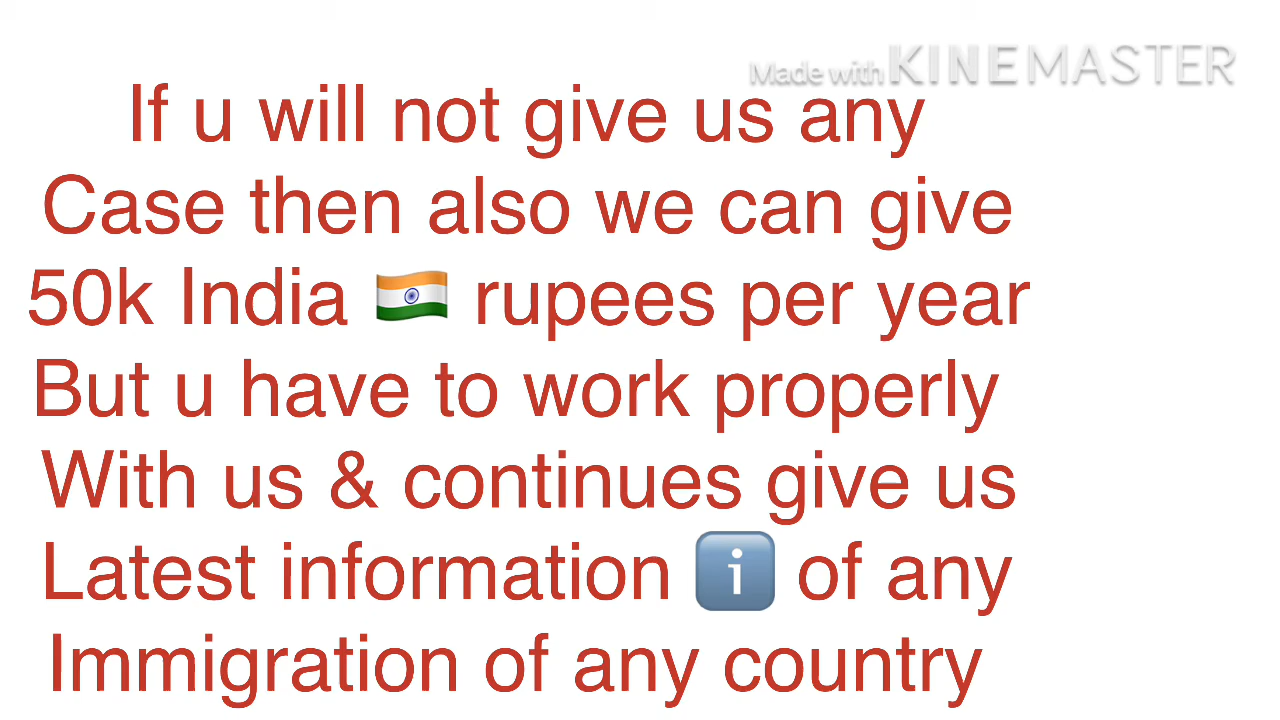 Made with KINEMASTER
If u will not give us any
Case then also we can give
50k India 🇮🇳 rupees per year
But u have to work properly
With us & continues give us
Latest information ℹ️ of any
Immigration of any country